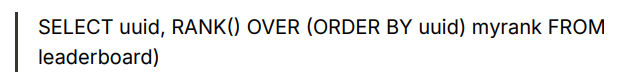 SELECT uuid, RANK() OVER (ORDER BY uuid) myrank FROM
leaderboard)